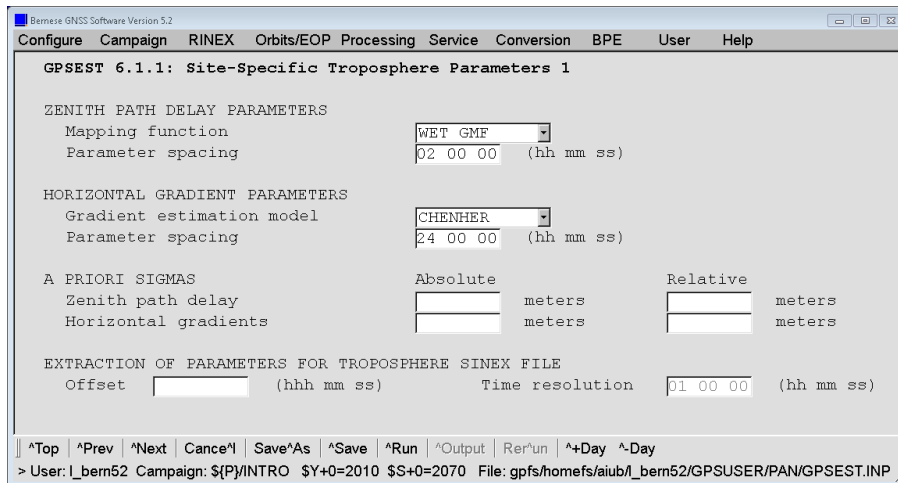 Bernese GNSS Software Version 5.2
Configure Campaign RINEX Orbits/EOP Processing Service Conversion BPE User Help
GPSEST 6.1.1: Site-Specific Troposphere Parameters 1
ZENITH PATH DELAY PARAMETERS
Mapping function WET GMF
Parameter spacing 02 00 00 (hh mm ss)
HORIZONTAL GRADIENT PARAMETERS
Gradient estimation model CHENHER
Parameter spacing 24 00 00 (hh mm ss)
A PRIORI SIGMAS Absolute Relative
Zenith path delay meters meters
Horizontal gradients meters meters
EXTRACTION OF PARAMETERS FOR TROPOSPHERE SINEX FILE
Offset (hhh mm ss) Time resolution 01 00 00 (hh mm ss)
^Top ^Prev ^Next Cance^l Save^As ^Save ^Run ^Output Rer^un ^+Day ^-Day
> User: l_bern52 Campaign: ${P}/INTRO $Y+0=2010 $S+0=2070 File: gpfs/homefs/aiub/l_bern52/GPSUSER/PAN/GPSEST.INP